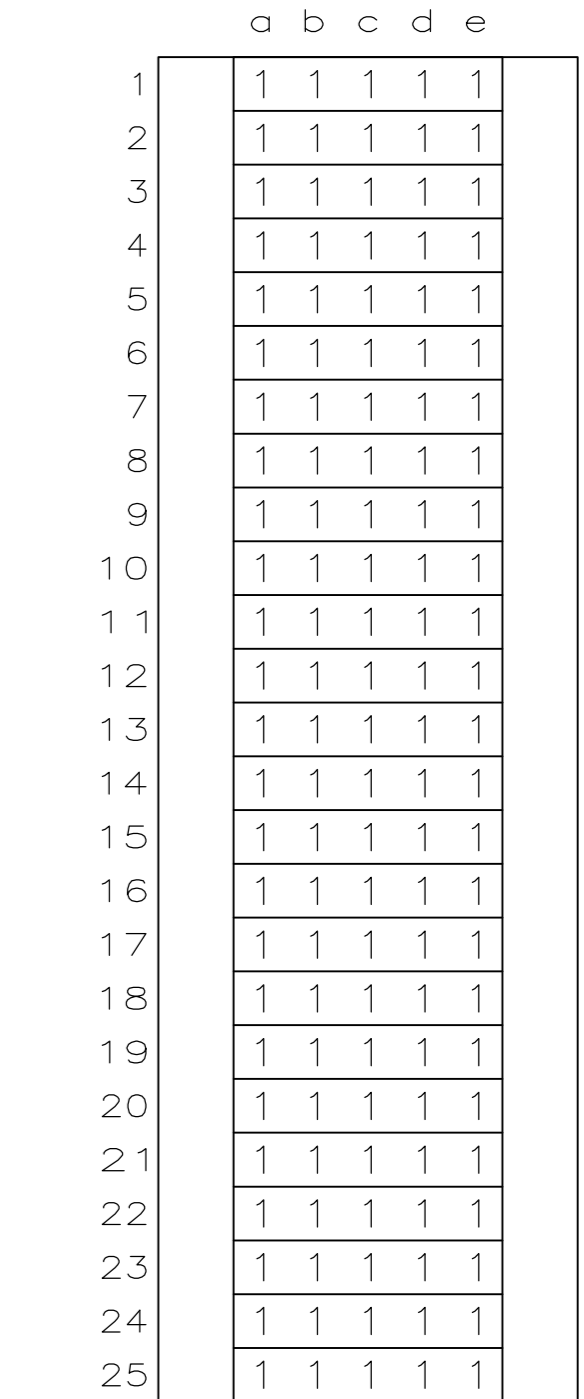 a b c d e
1 1 1 1 1 1
2 1 1 1 1 1
3 1 1 1 1 1
4 1 1 1 1 1
5 1 1 1 1 1
6 1 1 1 1 1
7 1 1 1 1 1
8 1 1 1 1 1
9 1 1 1 1 1
10 1 1 1 1 1
11 1 1 1 1 1
12 1 1 1 1 1
13 1 1 1 1 1
14 1 1 1 1 1
15 1 1 1 1 1
16 1 1 1 1 1
17 1 1 1 1 1
18 1 1 1 1 1
19 1 1 1 1 1
20 1 1 1 1 1
21 1 1 1 1 1
22 1 1 1 1 1
23 1 1 1 1 1
24 1 1 1 1 1
25 1 1 1 1 1